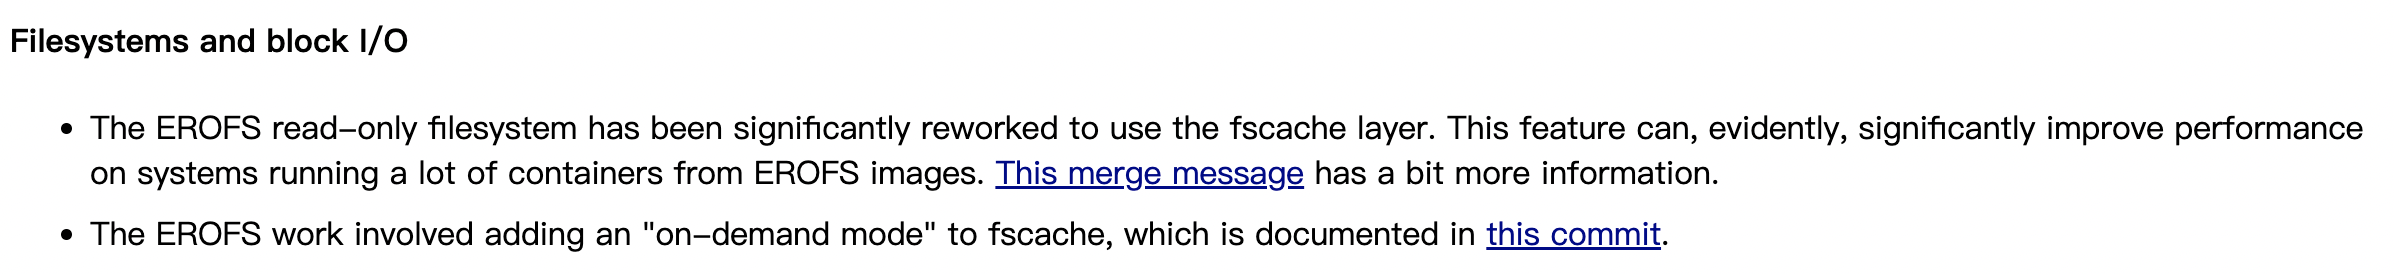 Filesystems and block I/O
• The EROFS read-only filesystem has been significantly reworked to use the fscache layer. This feature can, evidently, significantly improve performance
on systems running a lot of containers from EROFS images. This merge message has a bit more information.
• The EROFS work involved adding an "on-demand mode" to fscache, which is documented in this commit.